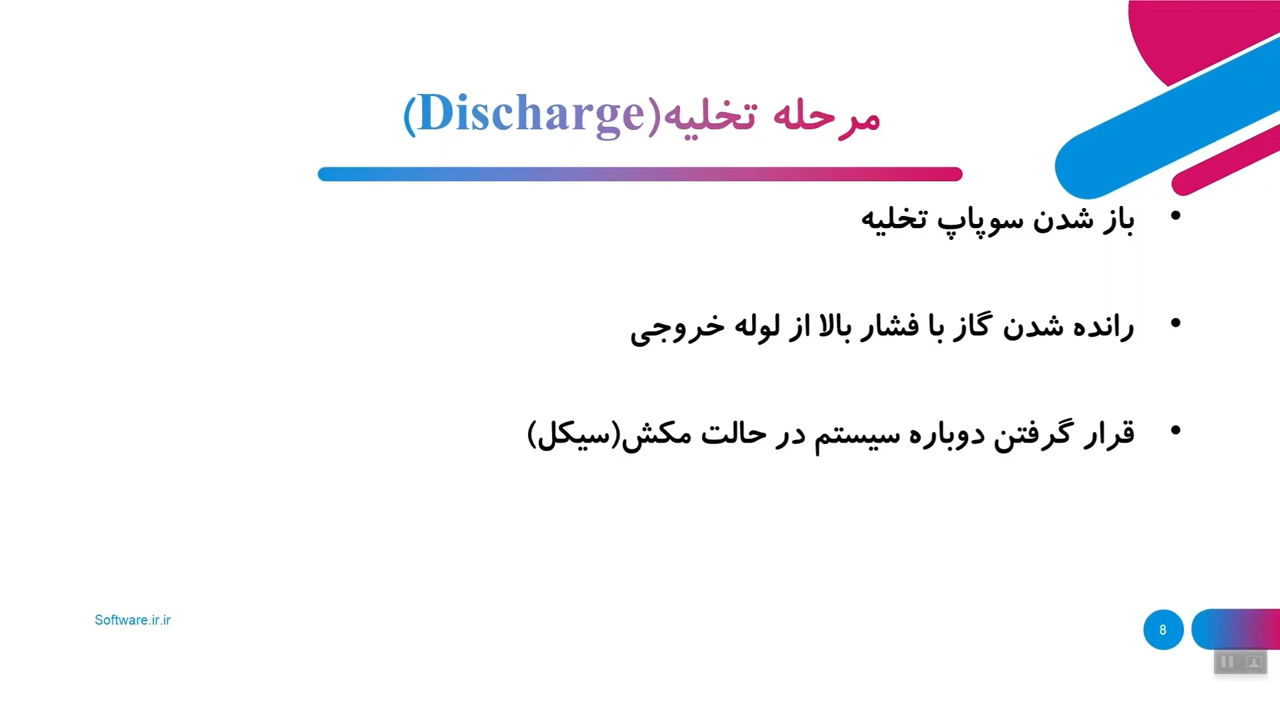 مرحله تخلیه(Discharge)
• باز شدن سوپاپ تخلیه
• رانده شدن گاز با فشار بالا از لوله خروجی
• قرار گرفتن دوباره سیستم در حالت مکش(سیکل)
Software.ir.ir
8